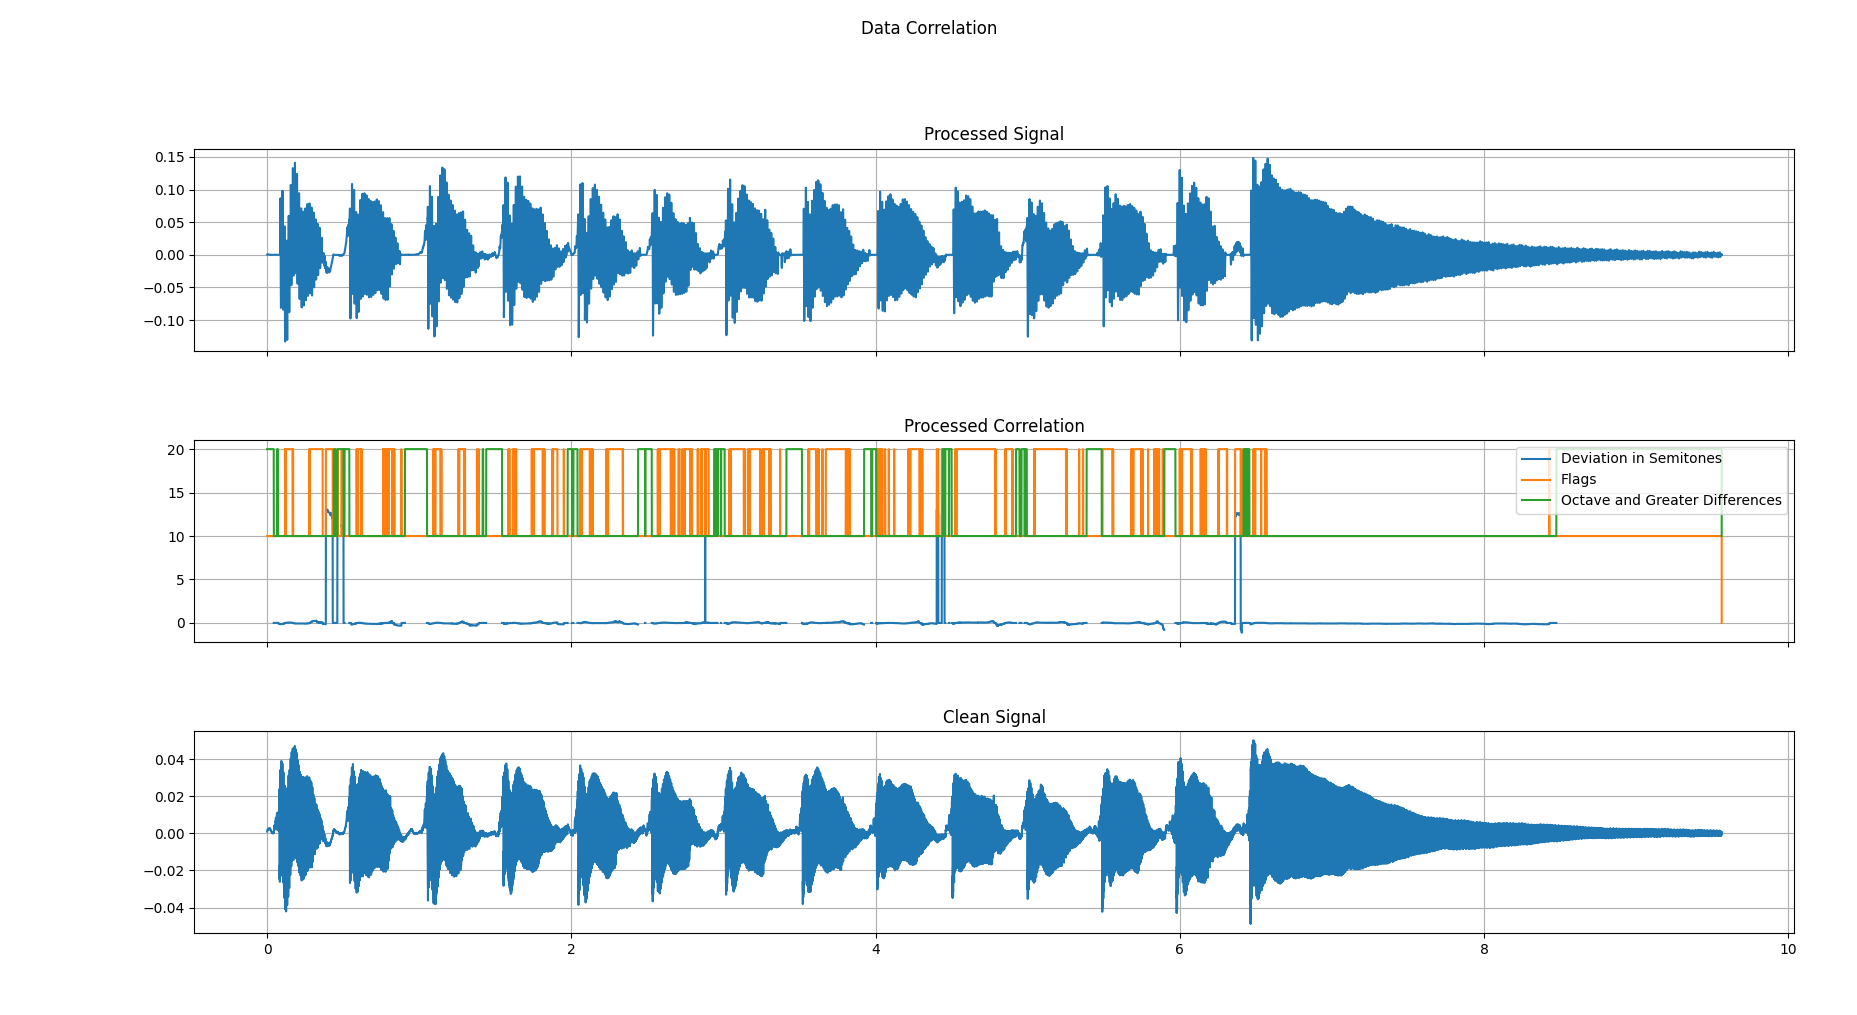 Data Correlation
Processed Signal
0.15
0.10
0.05
0.00
−0.05
−0.10
Processed Correlation
20
15
10
5
0
Deviation in Semitones
Flags
Octave and Greater Differences
Clean Signal
0.04
0.02
0.00
−0.02
−0.04
0 2 4 6 8 10